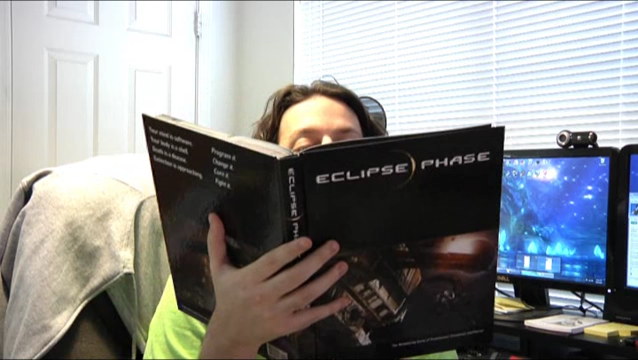 Your mind is software. Program it.
Your body is a shell. Change it.
Death is a disease. Cure it.
Extinction is approaching. Fight it.
ECLIPSE PHA
ECLIPSE PHASE